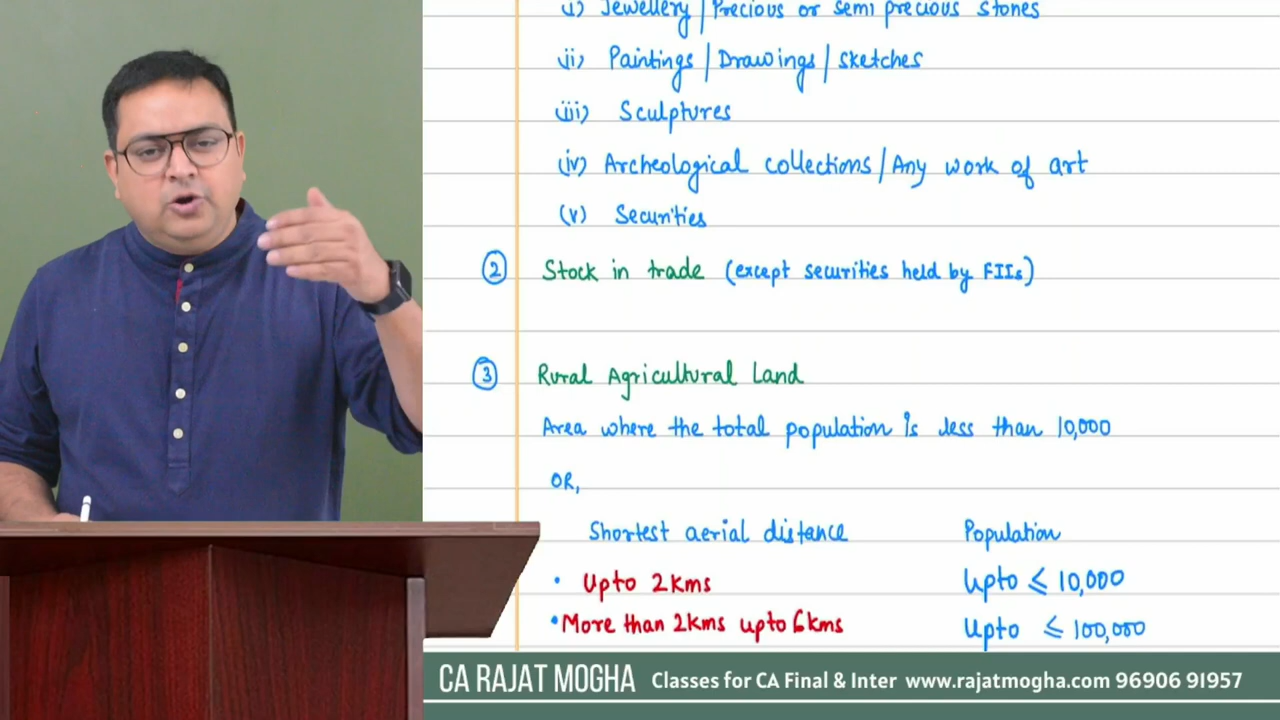 (i) Jewellery / Precious or semi precious stones
(ii) Paintings / Drawings / sketches
(iii) Sculptures
(iv) Archeological collections / Any work of art
(v) Securities
② Stock in trade (except securities held by FIIs)
③ Rural Agricultural Land
Area where the total population is less than 10,000
OR,
Shortest aerial distance Population
• Upto 2kms Upto ≤ 10,000
• More than 2kms upto 6kms Upto ≤ 100,000
CA RAJAT MOGHA Classes for CA Final & Inter www.rajatmogha.com 96906 91957